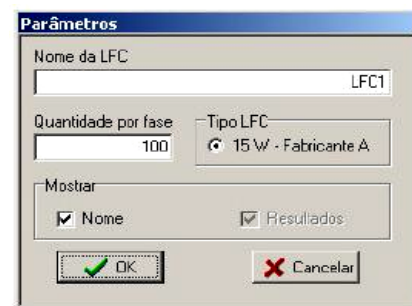 Parâmetros
Nome da LFC
LFC1
Quantidade por fase
100
Tipo LFC
15 W - Fabricante A
Mostrar
Nome
Resultados
OK
Cancelar